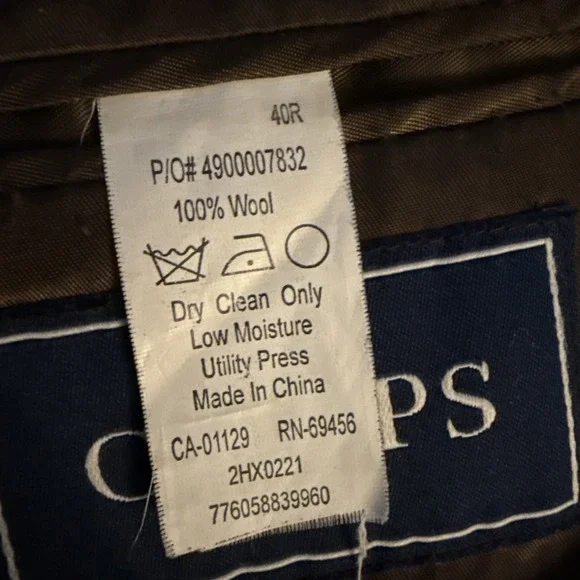 40R
P/O# 4900007832
100% Wool
Dry Clean Only
Low Moisture
Utility Press
Made In China
CA-01129 RN-69456
2HX0221
776058839960
C PS